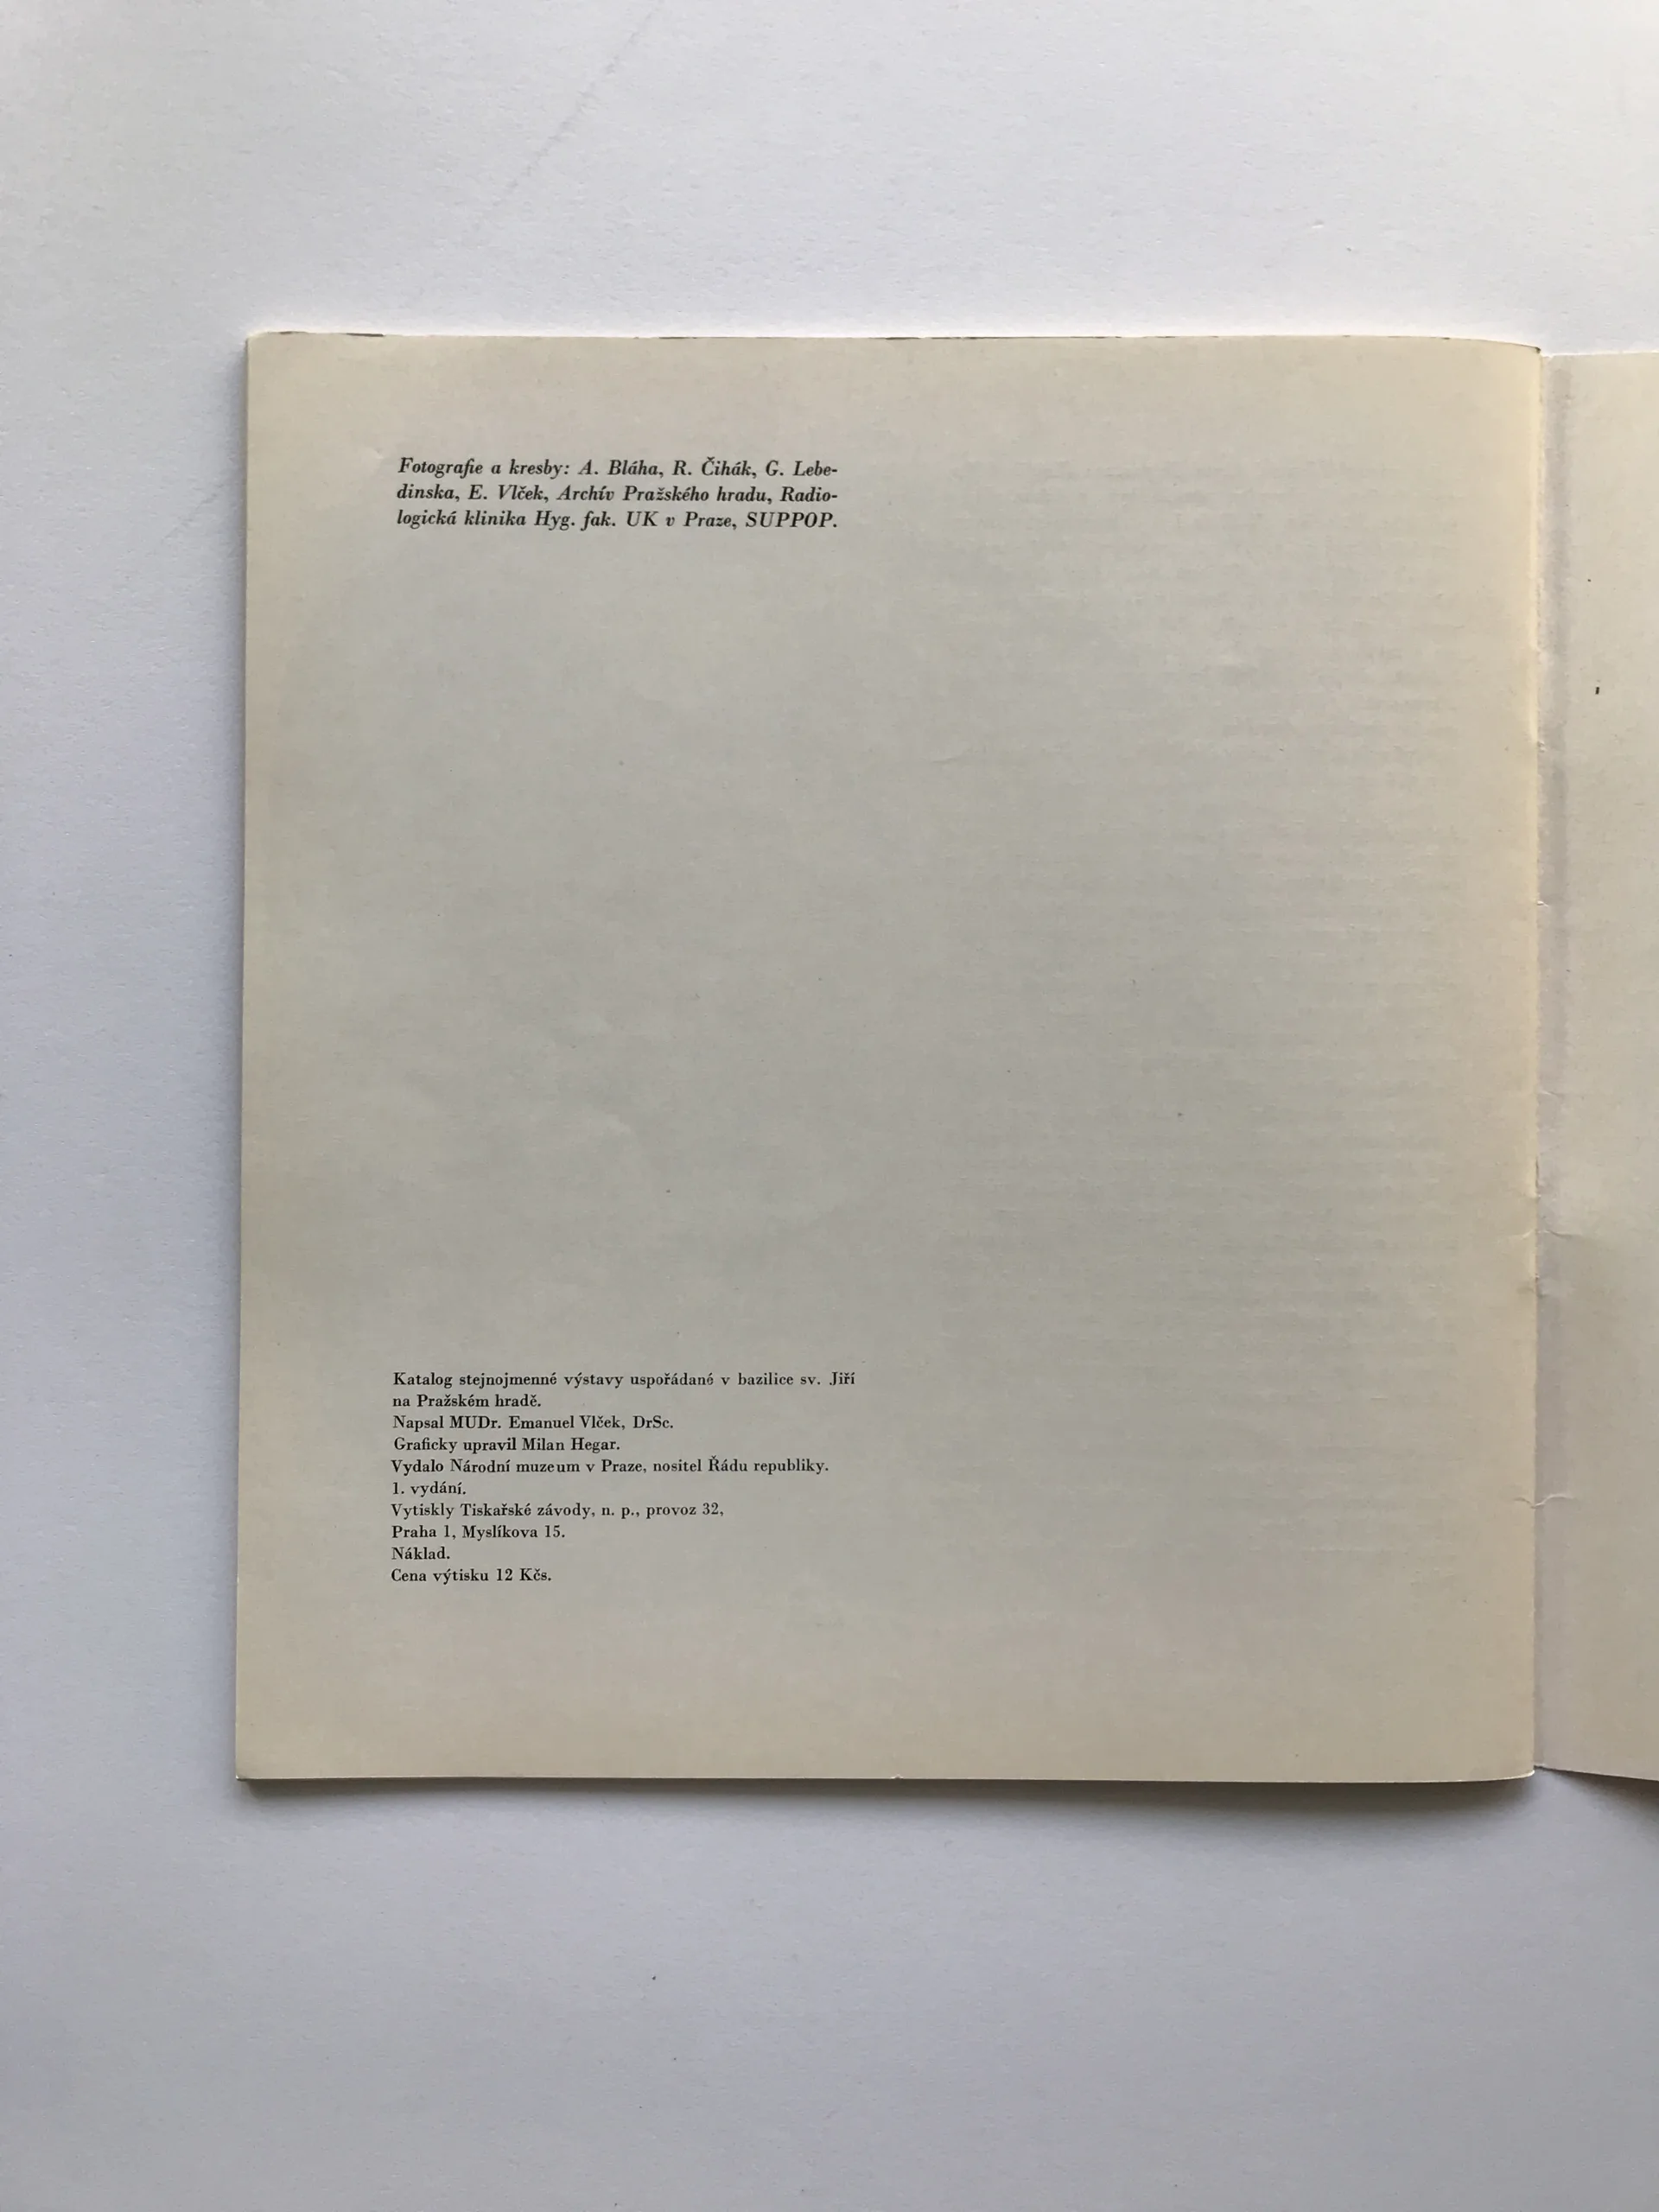 Fotografie a kresby: A. Bláha, R. Čihák, G. Lebe-
dinska, E. Vlček, Archív Pražského hradu, Radio-
logická klinika Hyg. fak. UK v Praze, SUPPOP.
Katalog stejnojmenné výstavy uspořádané v bazilice sv. Jiří
na Pražském hradě.
Napsal MUDr. Emanuel Vlček, DrSc.
Graficky upravil Milan Hegar.
Vydalo Národní muzeum v Praze, nositel Řádu republiky.
1. vydání.
Vytiskly Tiskařské závody, n. p., provoz 32,
Praha 1, Myslíkova 15.
Náklad.
Cena výtisku 12 Kčs.